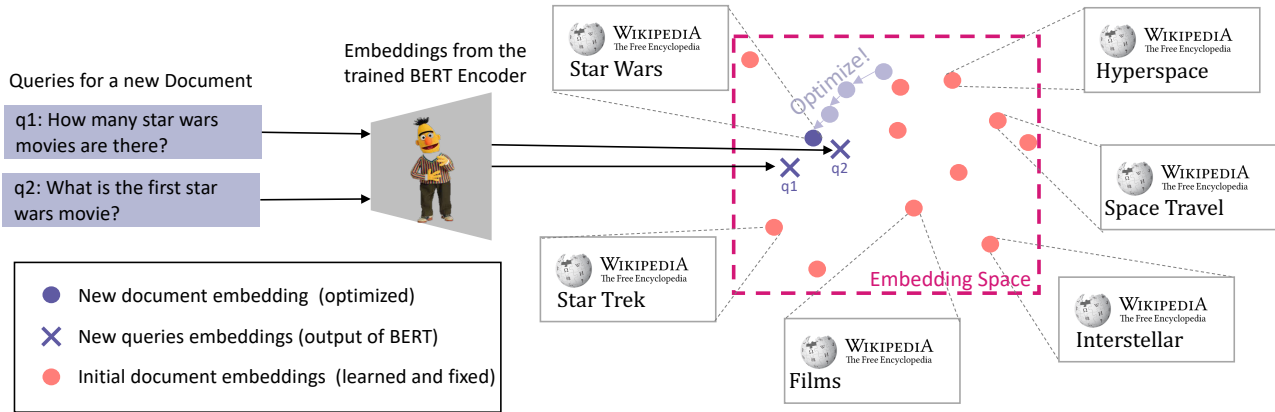 Queries for a new Document
q1: How many star wars
movies are there?
q2: What is the first star
wars movie?
Embeddings from the
trained BERT Encoder
WIKIPEDIA
The Free Encyclopedia
Star Wars
Optimize!
q1
q2
WIKIPEDIA
The Free Encyclopedia
Hyperspace
WIKIPEDIA
The Free Encyclopedia
Space Travel
WIKIPEDIA
The Free Encyclopedia
Star Trek
Embedding Space
WIKIPEDIA
The Free Encyclopedia
Films
WIKIPEDIA
The Free Encyclopedia
Interstellar
New document embedding (optimized)
New queries embeddings (output of BERT)
Initial document embeddings (learned and fixed)